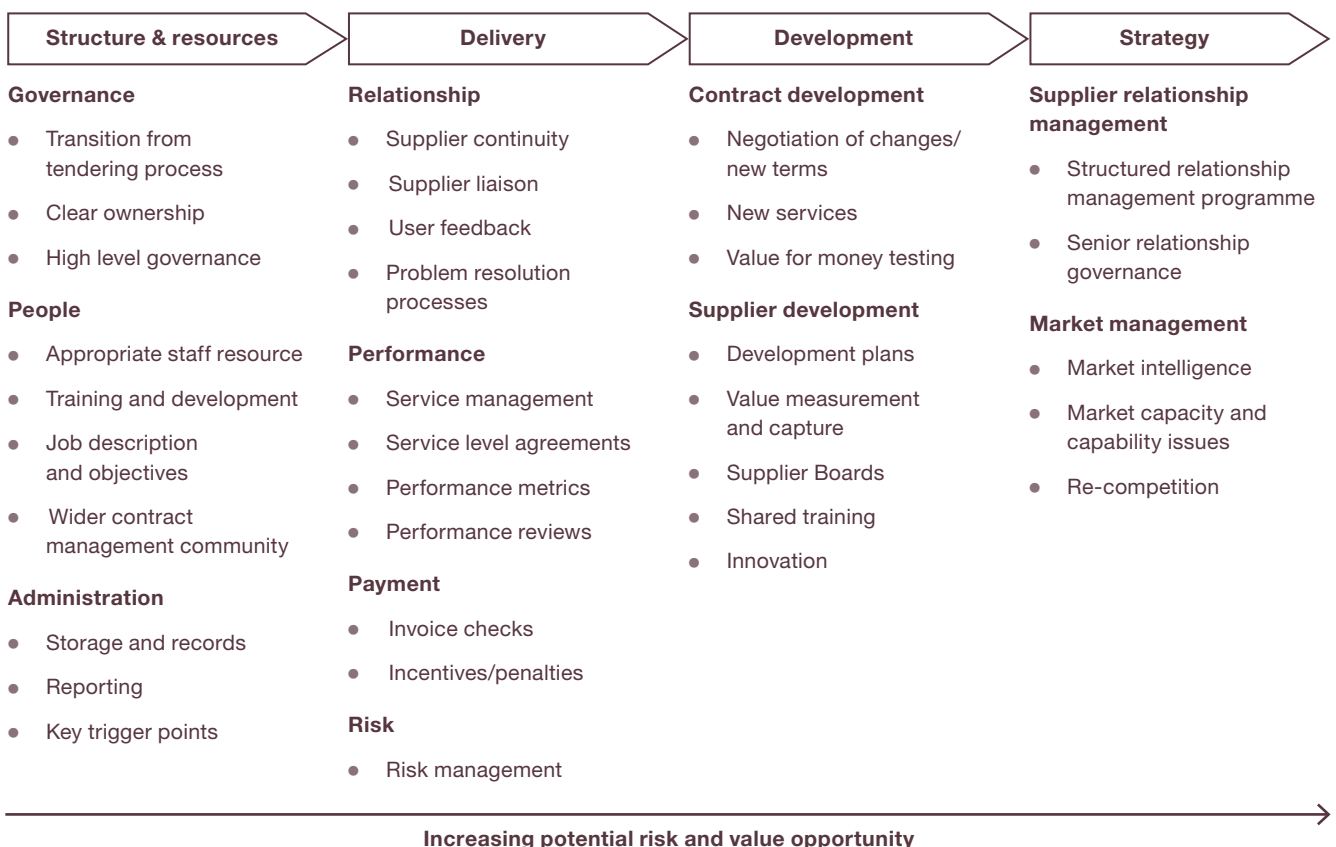 Structure & resources
Delivery
Development
Strategy
Governance
● Transition from
tendering process
● Clear ownership
● High level governance
People
● Appropriate staff resource
● Training and development
● Job description
and objectives
● Wider contract
management community
Administration
● Storage and records
● Reporting
● Key trigger points
Relationship
● Supplier continuity
● Supplier liaison
● User feedback
● Problem resolution
processes
Performance
● Service management
● Service level agreements
● Performance metrics
● Performance reviews
Payment
● Invoice checks
● Incentives/penalties
Risk
● Risk management
Contract development
● Negotiation of changes/
new terms
● New services
● Value for money testing
Supplier development
● Development plans
● Value measurement
and capture
● Supplier Boards
● Shared training
● Innovation
Supplier relationship
management
● Structured relationship
management programme
● Senior relationship
governance
Market management
● Market intelligence
● Market capacity and
capability issues
● Re-competition
Increasing potential risk and value opportunity